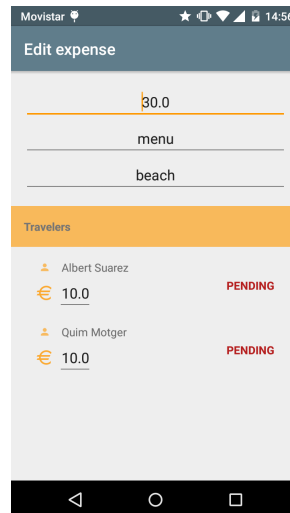 Movistar 14:56
Edit expense
30.0
menu
beach
Travelers
Albert Suarez
€ 10.0 PENDING
Quim Motger
€ 10.0 PENDING